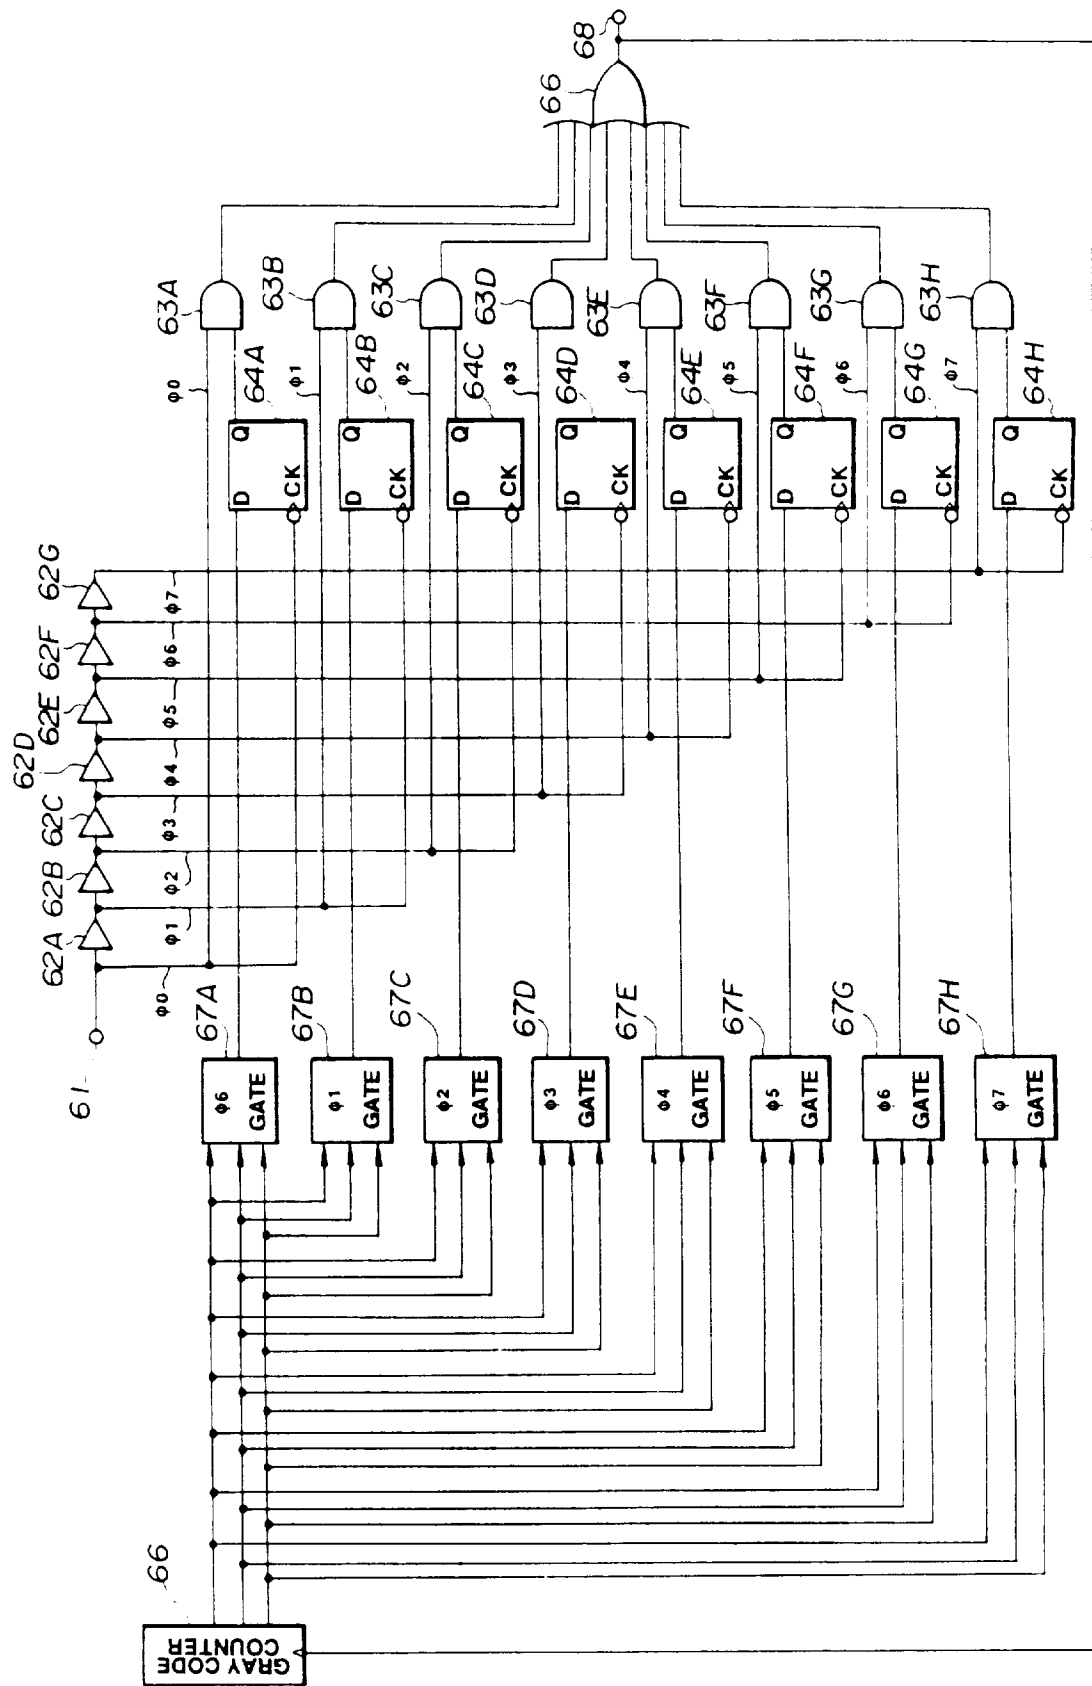 61
62A
62B
62C
62D
62E
62F
62G
φ0
φ1
φ2
φ3
φ4
φ5
φ6
φ7
66
GRAY CODE
COUNTER
67A
φ6
GATE
67B
φ1
GATE
67C
φ2
GATE
67D
φ3
GATE
67E
φ4
GATE
67F
φ5
GATE
67G
φ6
GATE
67H
φ7
GATE
D Q
CK
64A
D Q
CK
64B
D Q
CK
64C
D Q
CK
64D
D Q
CK
64E
D Q
CK
64F
D Q
CK
64G
D Q
CK
64H
φ0
63A
φ1
63B
φ2
63C
φ3
63D
φ4
63E
φ5
63F
φ6
63G
φ7
63H
66
68